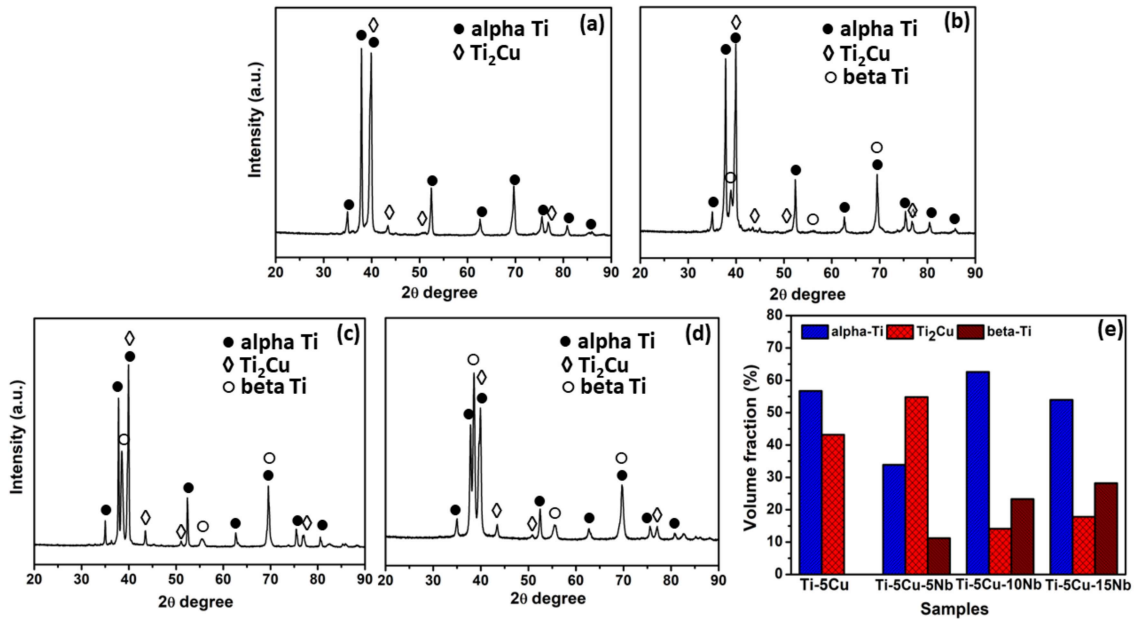 (a)
● alpha Ti
◊ Ti₂Cu
Intensity (a.u.)
20 30 40 50 60 70 80 90
2θ degree
(b)
● alpha Ti
◊ Ti₂Cu
○ beta Ti
20 30 40 50 60 70 80 90
2θ degree
(c)
● alpha Ti
◊ Ti₂Cu
○ beta Ti
Intensity (a.u.)
20 30 40 50 60 70 80 90
2θ degree
(d)
● alpha Ti
◊ Ti₂Cu
○ beta Ti
20 30 40 50 60 70 80 90
2θ degree
(e)
alpha-Ti Ti₂Cu beta-Ti
Volume fraction (%)
80
70
60
50
40
30
20
10
0
Ti-5Cu Ti-5Cu-5Nb Ti-5Cu-10Nb Ti-5Cu-15Nb
Samples